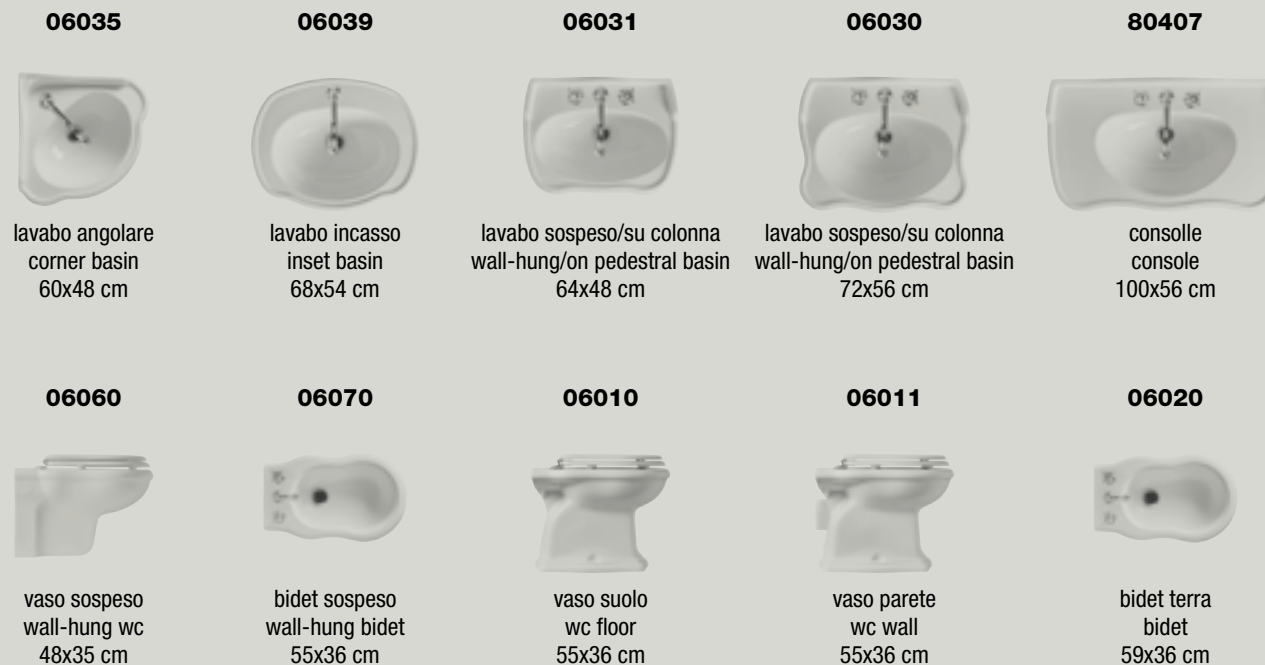 06035
lavabo angolare
corner basin
60x48 cm
06039
lavabo incasso
inset basin
68x54 cm
06031
lavabo sospeso/su colonna
wall-hung/on pedestral basin
64x48 cm
06030
lavabo sospeso/su colonna
wall-hung/on pedestral basin
72x56 cm
80407
consolle
console
100x56 cm
06060
vaso sospeso
wall-hung wc
48x35 cm
06070
bidet sospeso
wall-hung bidet
55x36 cm
06010
vaso suolo
wc floor
55x36 cm
06011
vaso parete
wc wall
55x36 cm
06020
bidet terra
bidet
59x36 cm